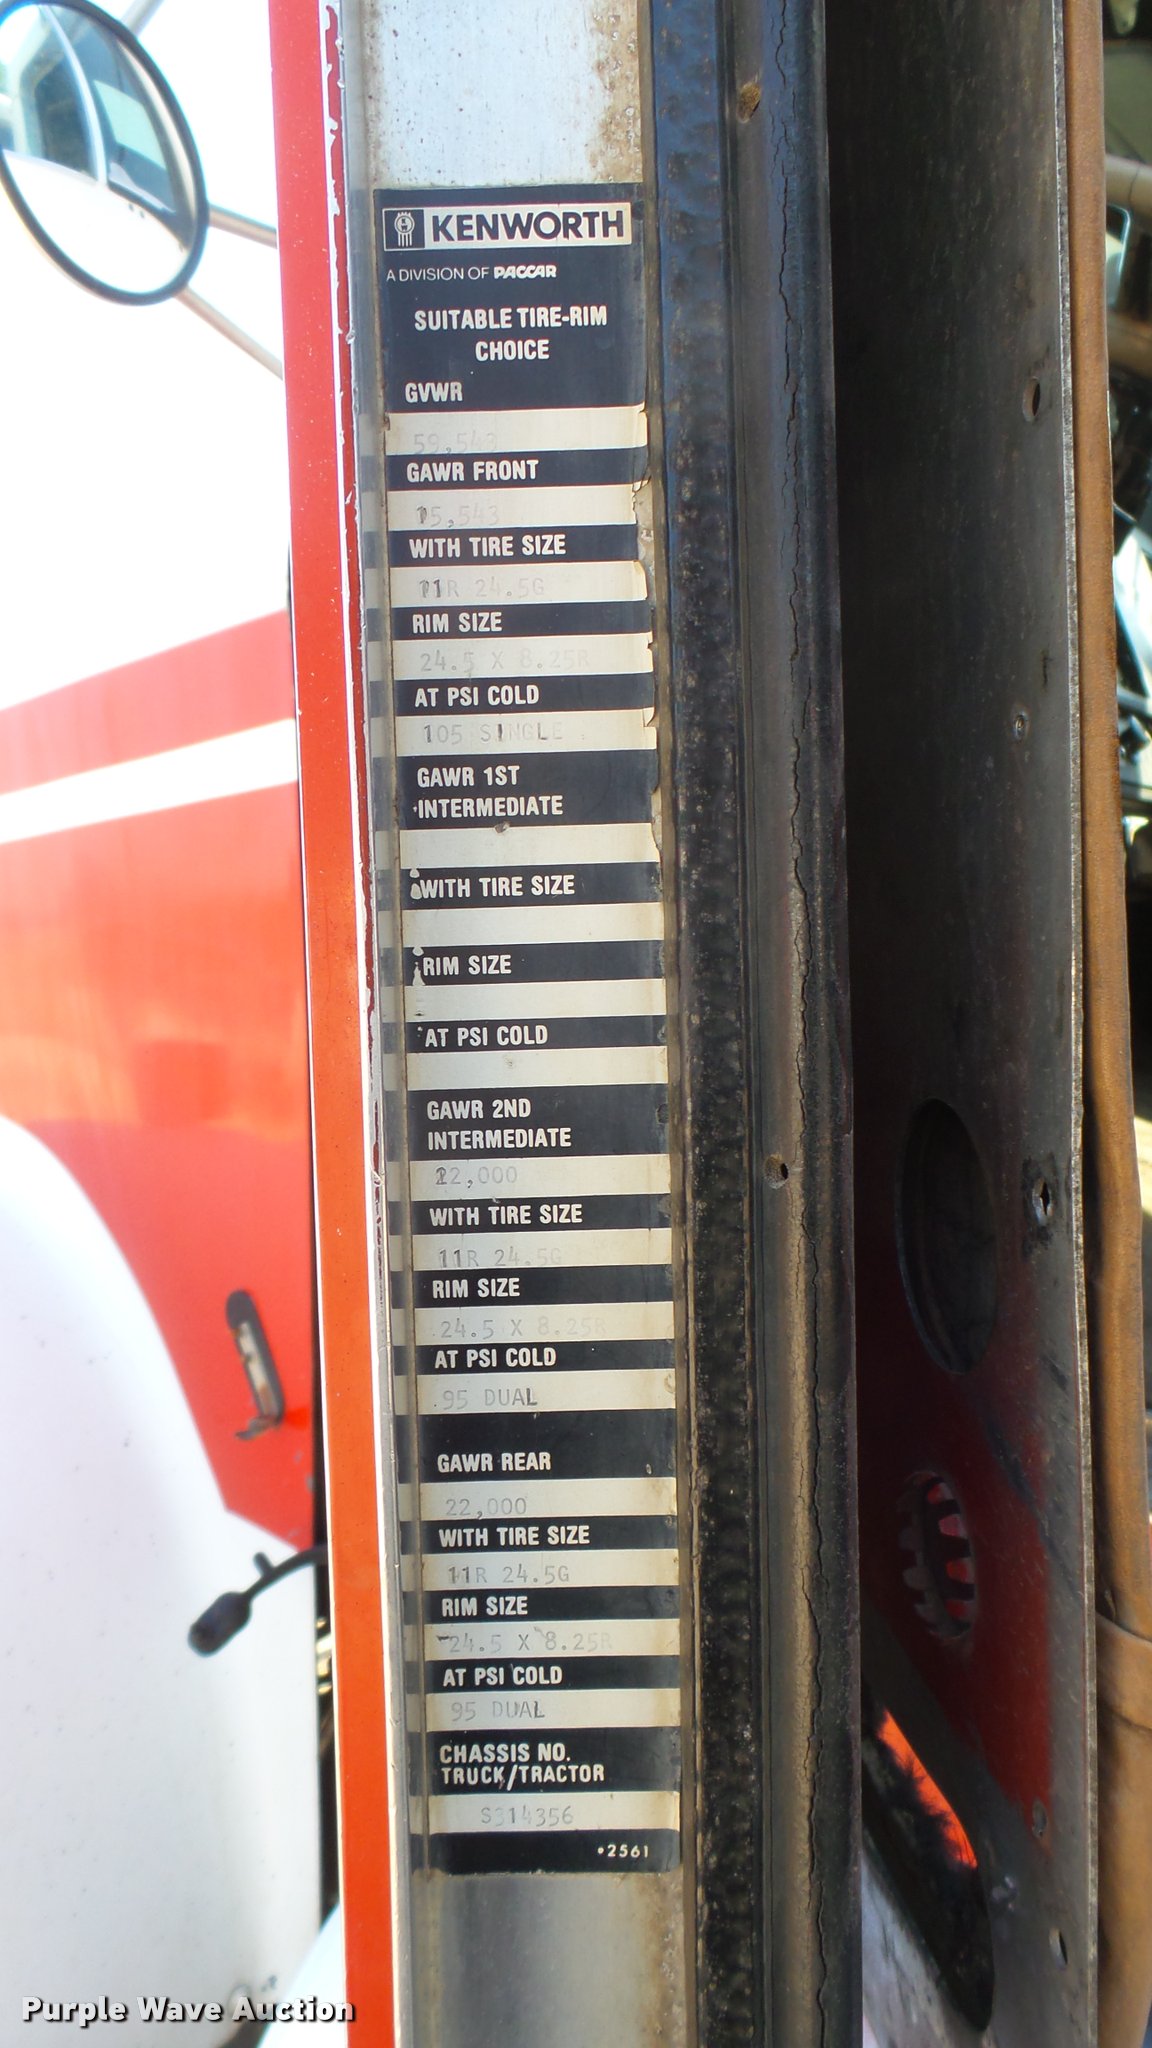 KENWORTH
A DIVISION OF PACCAR
SUITABLE TIRE-RIM
CHOICE
GVWR
59,543
GAWR FRONT
15,543
WITH TIRE SIZE
11R 24.5G
RIM SIZE
24.5 X 8.25R
AT PSI COLD
105 SINGLE
GAWR 1ST
INTERMEDIATE
WITH TIRE SIZE
RIM SIZE
AT PSI COLD
GAWR 2ND
INTERMEDIATE
22,000
WITH TIRE SIZE
11R 24.5G
RIM SIZE
24.5 X 8.25R
AT PSI COLD
95 DUAL
GAWR REAR
22,000
WITH TIRE SIZE
11R 24.5G
RIM SIZE
24.5 X 8.25R
AT PSI COLD
95 DUAL
CHASSIS NO.
TRUCK/TRACTOR
S314356
•2561
Purple Wave Auction